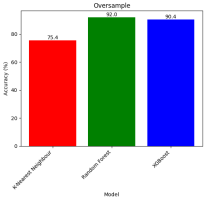 Oversample
92.0
90.4
75.4
80
60
40
20
0
Accuracy (%)
K-Nearest Neighbour
Random Forest
XGBoost
Model